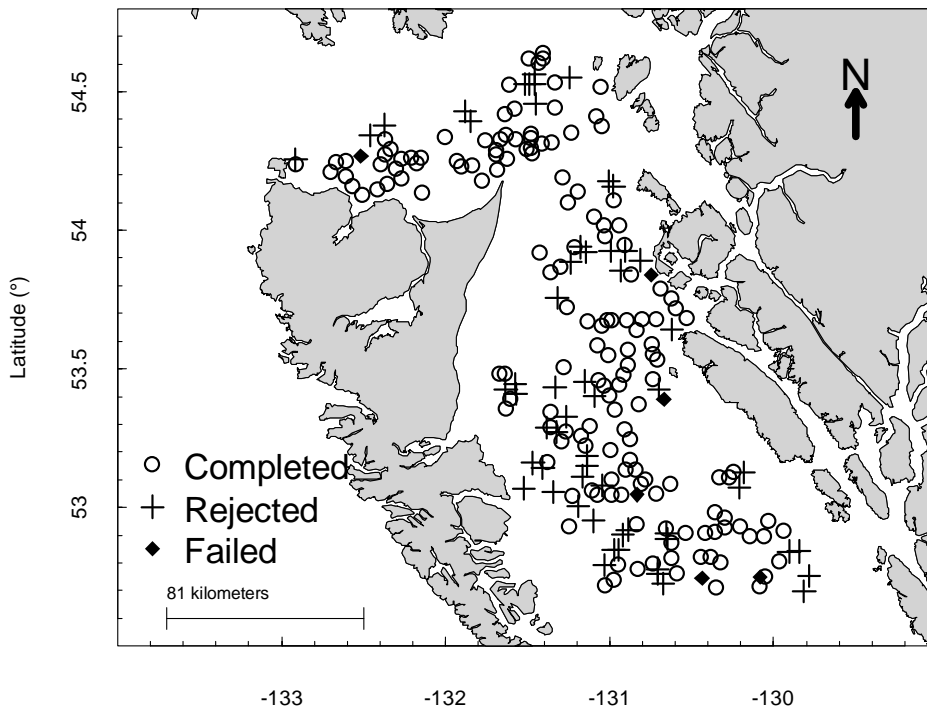 N
54.5
54
53.5
53
Latitude (°)
Completed
Rejected
Failed
81 kilometers
-133 -132 -131 -130